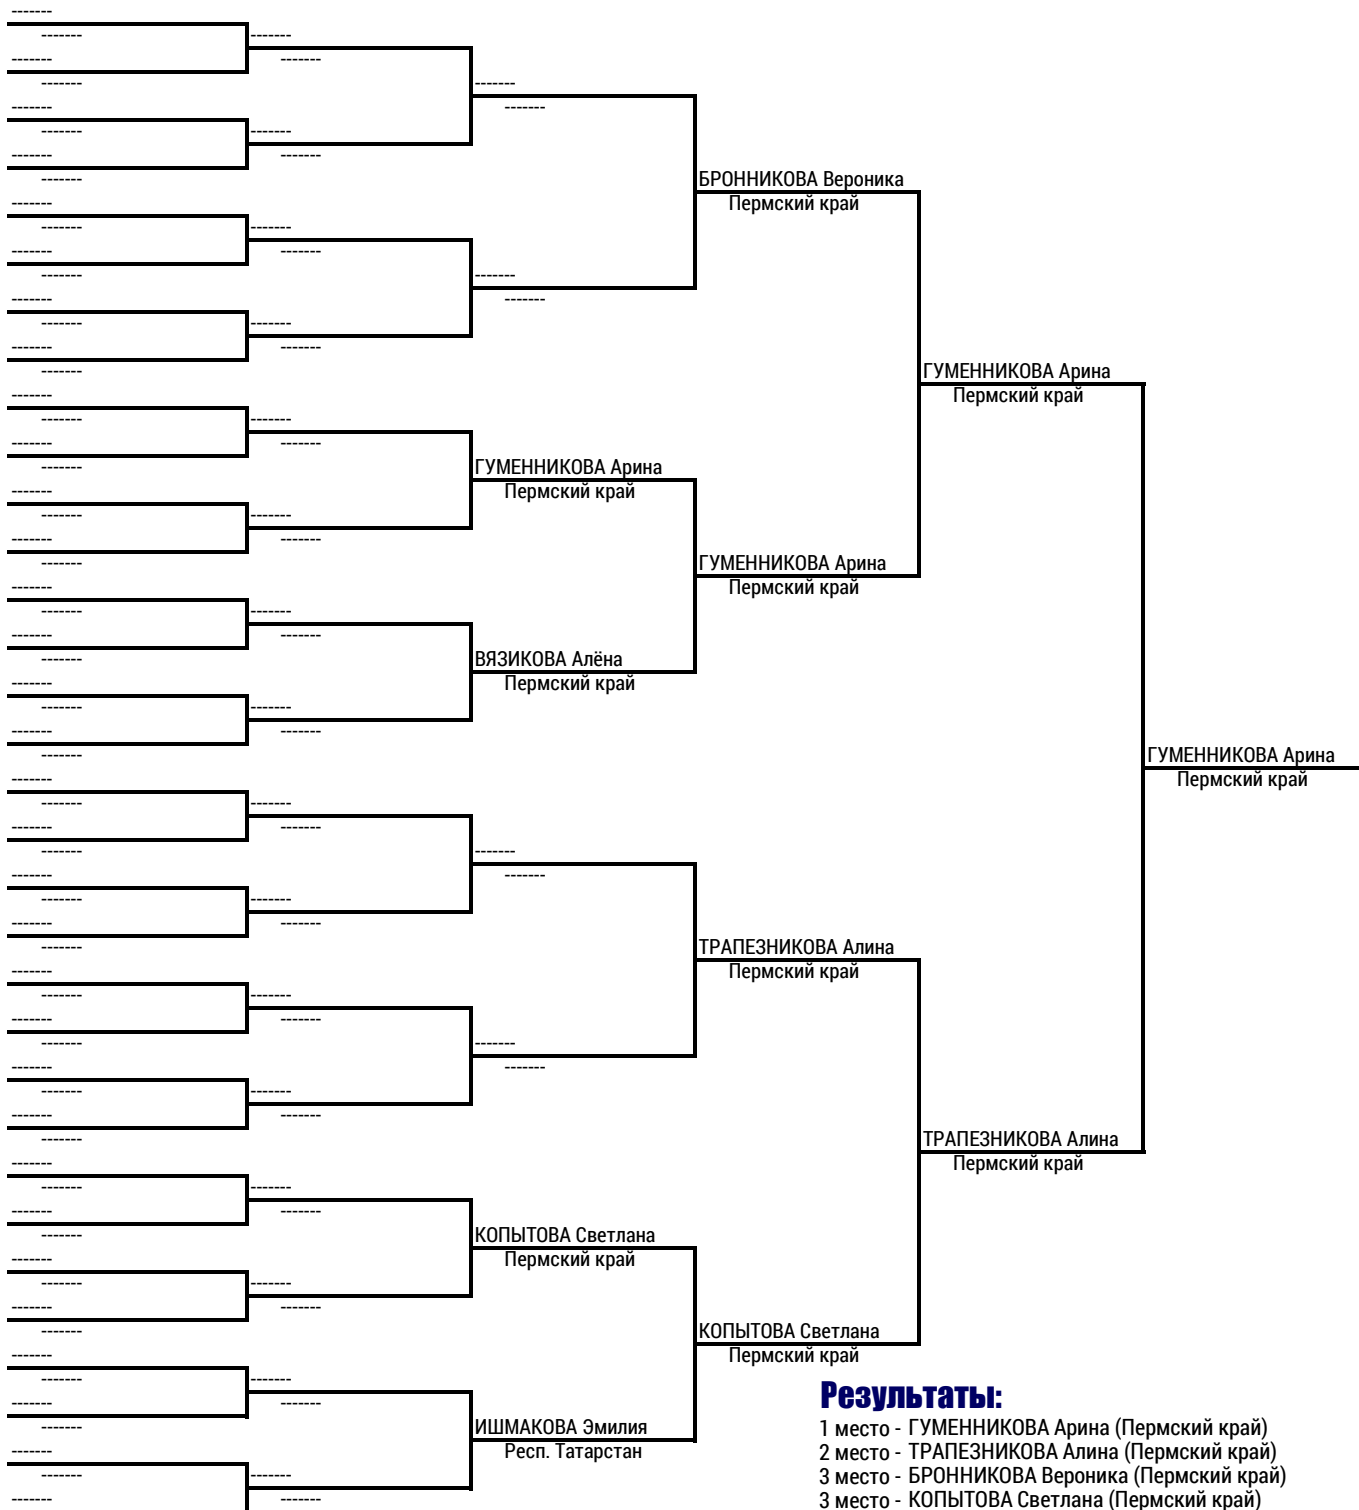 БРОННИКОВА Вероника
Пермский край
ГУМЕННИКОВА Арина
Пермский край
ГУМЕННИКОВА Арина
Пермский край
ГУМЕННИКОВА Арина
Пермский край
ВЯЗИКОВА Алёна
Пермский край
ГУМЕННИКОВА Арина
Пермский край
ТРАПЕЗНИКОВА Алина
Пермский край
ТРАПЕЗНИКОВА Алина
Пермский край
КОПЫТОВА Светлана
Пермский край
КОПЫТОВА Светлана
Пермский край
ИШМАКОВА Эмилия
Респ. Татарстан
Результаты:
1 место - ГУМЕННИКОВА Арина (Пермский край)
2 место - ТРАПЕЗНИКОВА Алина (Пермский край)
3 место - БРОННИКОВА Вероника (Пермский край)
3 место - КОПЫТОВА Светлана (Пермский край)